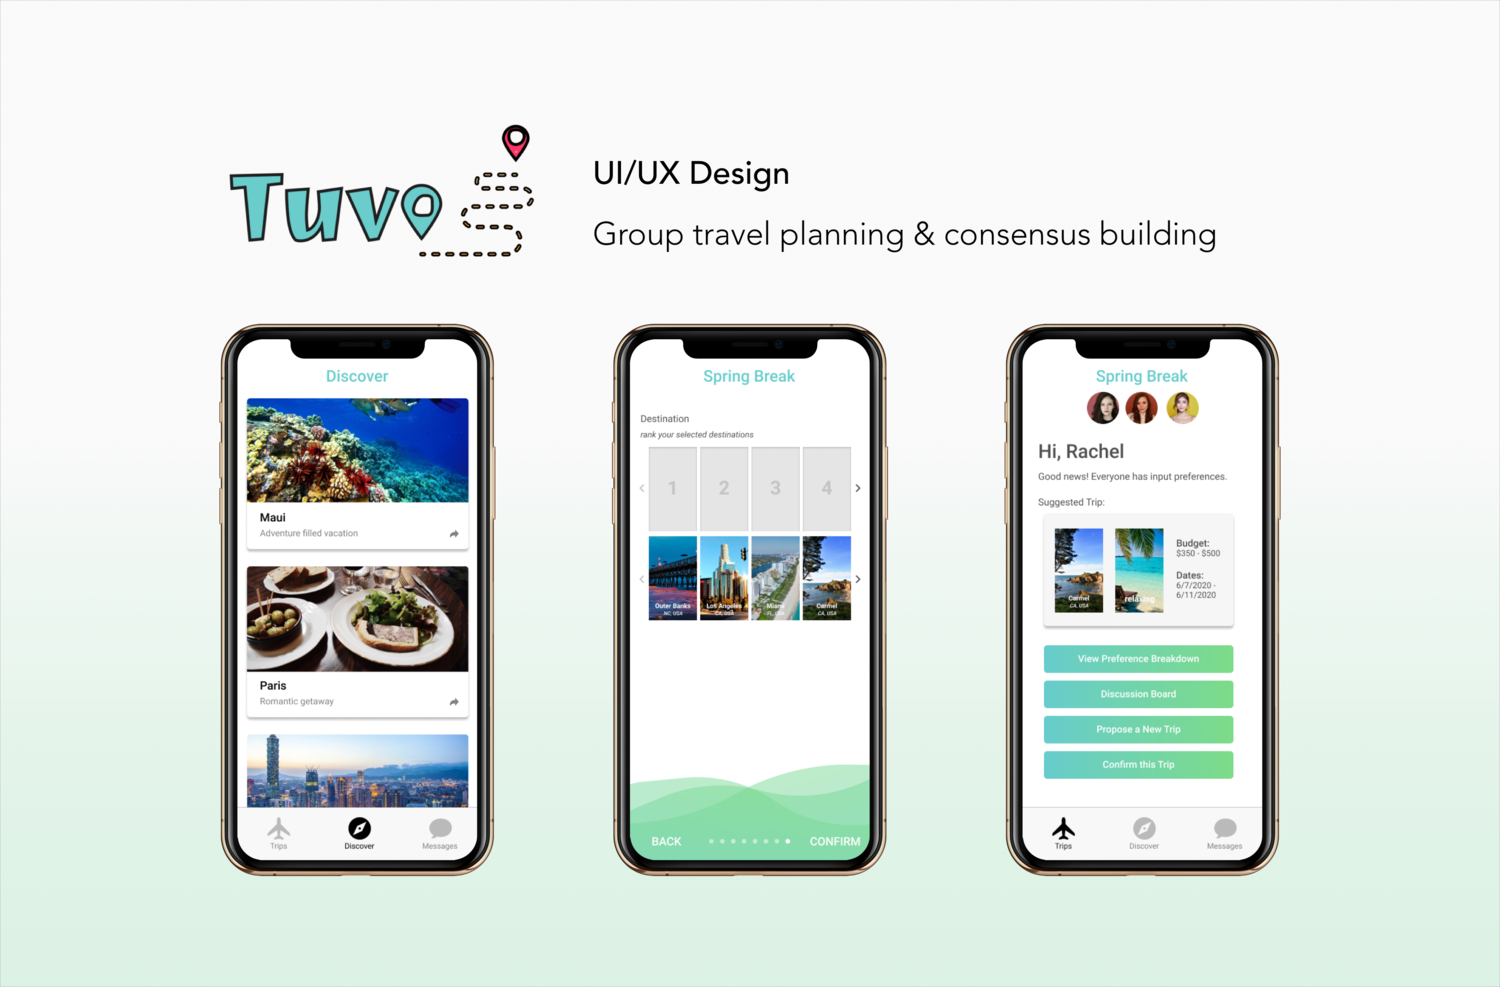 Tuvo
UI/UX Design
Group travel planning & consensus building
Discover
Maui
Adventure filled vacation
Paris
Romantic getaway
Trips
Discover
Messages
Spring Break
Destination
rank your selected destinations
1 2 3 4
Outer Banks
NC, USA
Los Angeles
CA, USA
Miami
FL, USA
Carmel
CA, USA
BACK
CONFIRM
Spring Break
Hi, Rachel
Good news! Everyone has input preferences.
Suggested Trip:
Carmel
CA, USA
relaxing
Budget:
$350 - $500
Dates:
6/7/2020 -
6/11/2020
View Preference Breakdown
Discussion Board
Propose a New Trip
Confirm this Trip
Trips
Discover
Messages